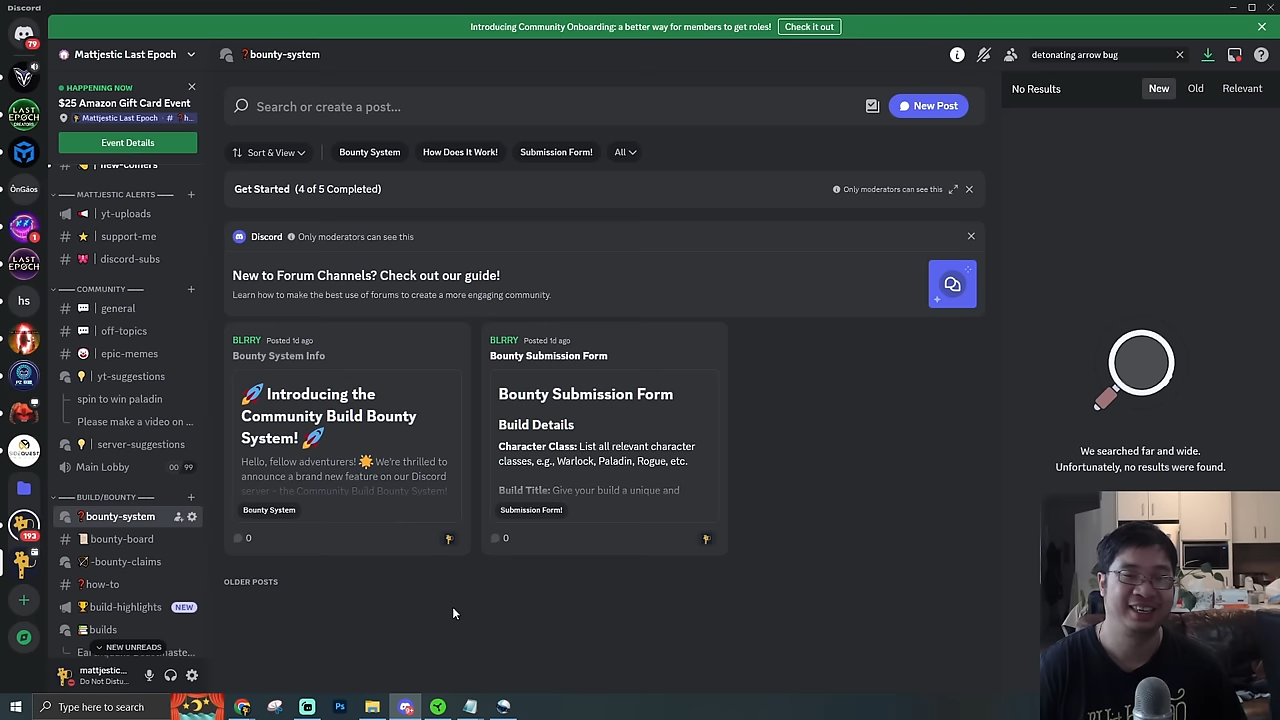 Discord
Introducing Community Onboarding: a better way for members to get roles!
Check it out
79
Mattjestic Last Epoch
HAPPENING NOW
$25 Amazon Gift Card Event
Mattjestic Last Epoch # ?h...
Event Details
new-comers
MATTJESTIC ALERTS
yt-uploads
support-me
discord-subs
COMMUNITY
general
off-topics
epic-memes
yt-suggestions
spin to win paladin
Please make a video on ...
server-suggestions
Main Lobby 00 99
BUILD/BOUNTY
?bounty-system
bounty-board
-bounty-claims
?how-to
build-highlights NEW
builds
NEW UNREADS
mattjestic...
Do Not Distu...
LAST EPOCH
ÔnGáos
1
LAST EPOCH
hs
193
?bounty-system
detonating arrow bug
Search or create a post...
New Post
Sort & View
Bounty System
How Does It Work!
Submission Form!
All
Get Started (4 of 5 Completed)
Only moderators can see this
Discord Only moderators can see this
New to Forum Channels? Check out our guide!
Learn how to make the best use of forums to create a more engaging community.
BLRRY Posted 1d ago
Bounty System Info
Introducing the
Community Build Bounty
System!
Hello, fellow adventurers! We're thrilled to
announce a brand new feature on our Discord
server - the Community Build Bounty System!
Bounty System
0
BLRRY Posted 1d ago
Bounty Submission Form
Bounty Submission Form
Build Details
Character Class: List all relevant character
classes, e.g., Warlock, Paladin, Rogue, etc.
Build Title: Give your build a unique and
Submission Form!
0
OLDER POSTS
No Results
New
Old
Relevant
We searched far and wide.
Unfortunately, no results were found.
Type here to search
Ps